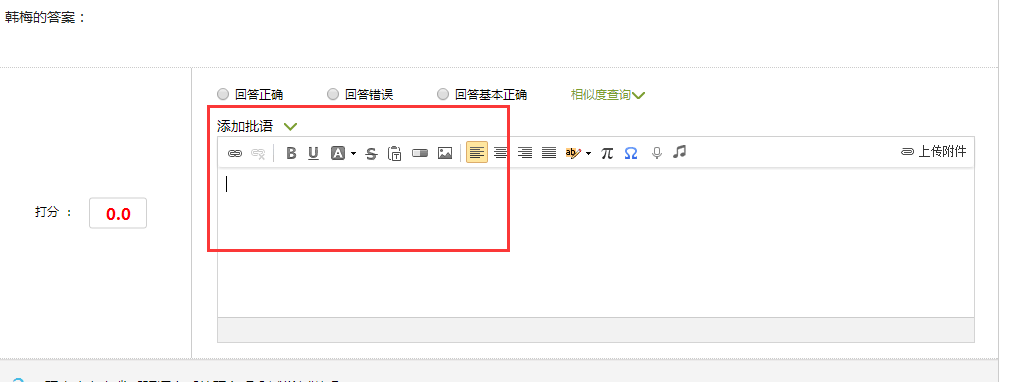 韩梅的答案：
回答正确 回答错误 回答基本正确 相似度查询
添加批语
B U A S T ab π Ω 上传附件
打分 ： 0.0